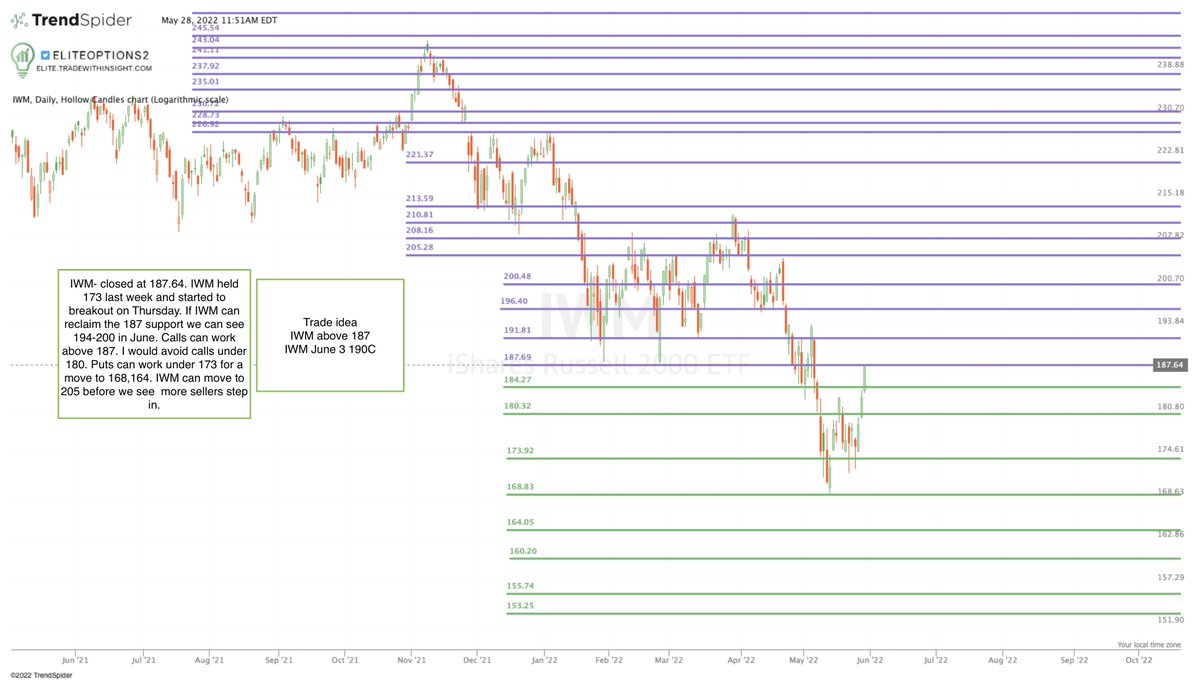 TrendSpider
May 28, 2022 11:51AM EDT
ELITEOPTIONS2
ELITE.TRADEWITHINSIGHT.COM
IWM, Daily, Hollow Candles chart (Logarithmic scale)
245.54
243.04
241.11
237.92
235.01
230.72
228.73
226.92
221.37
213.59
210.81
208.16
205.28
200.48
196.40
191.81
187.69
184.27
180.32
173.92
168.83
164.05
160.20
155.74
153.25
IWM
iShares Russell 2000 ETF
IWM- closed at 187.64. IWM held
173 last week and started to
breakout on Thursday. If IWM can
reclaim the 187 support we can see
194-200 in June. Calls can work
above 187. I would avoid calls under
180. Puts can work under 173 for a
move to 168,164. IWM can move to
205 before we see more sellers step
in.
Trade idea
IWM above 187
IWM June 3 190C
238.88
230.70
222.81
215.18
207.82
200.70
193.84
187.64
180.80
174.61
168.63
162.86
157.29
151.90
Your local time zone
Jun '21 Jul '21 Aug '21 Sep '21 Oct '21 Nov '21 Dec '21 Jan '22 Feb '22 Mar '22 Apr '22 May '22 Jun '22 Jul '22 Aug '22 Sep '22 Oct '22
©2022 TrendSpider